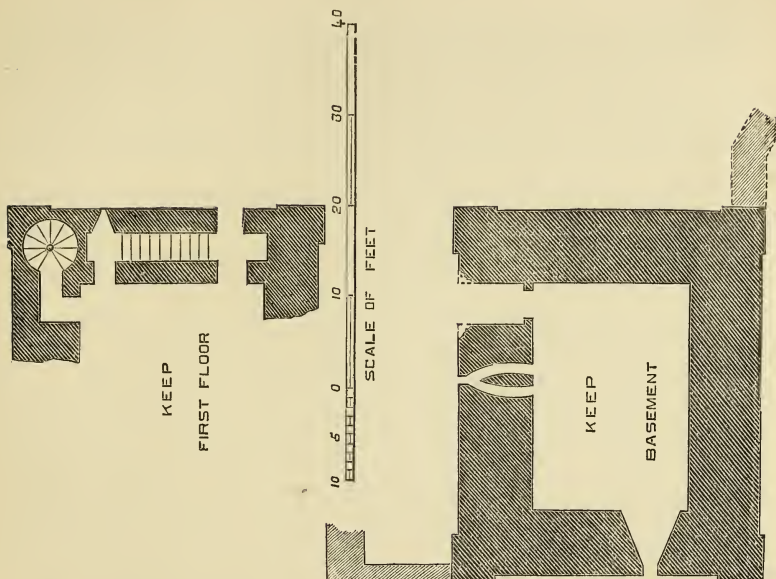 KEEP
FIRST FLOOR
10 5 0 10 20 30 40
SCALE OF FEET
KEEP
BASEMENT